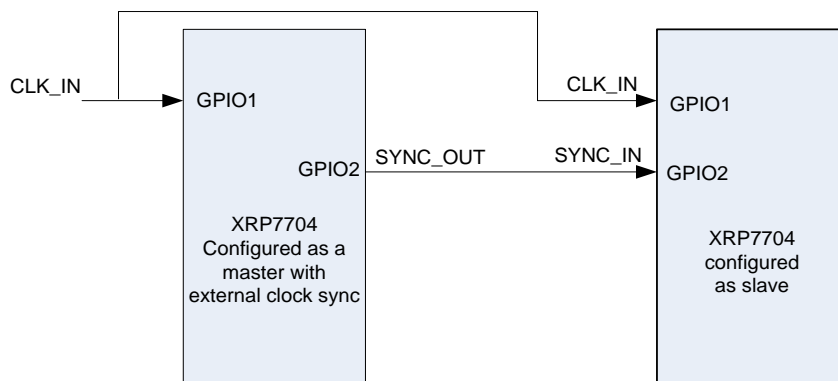 CLK_IN
GPIO1
GPIO2
SYNC_OUT
XRP7704
Configured as a
master with
external clock sync
CLK_IN
SYNC_IN
GPIO1
GPIO2
XRP7704
configured
as slave